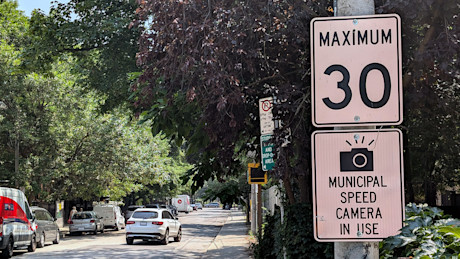 MAXIMUM
30
MUNICIPAL
SPEED
CAMERA
IN USE